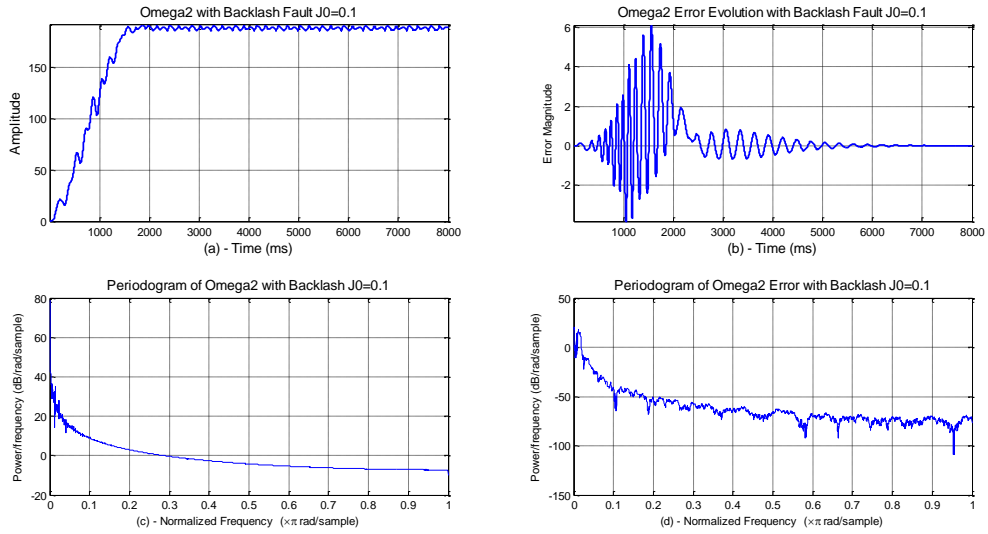 Omega2 with Backlash Fault J0=0.1
Amplitude
150
100
50
0
1000 2000 3000 4000 5000 6000 7000 8000
(a) - Time (ms)
Omega2 Error Evolution with Backlash Fault J0=0.1
Error Magnitude
6
4
2
0
-2
1000 2000 3000 4000 5000 6000 7000 8000
(b) - Time (ms)
Periodogram of Omega2 with Backlash J0=0.1
Power/frequency (dB/rad/sample)
80
60
40
20
0
-20
0 0.1 0.2 0.3 0.4 0.5 0.6 0.7 0.8 0.9 1
(c) - Normalized Frequency (×π rad/sample)
Periodogram of Omega2 Error with Backlash J0=0.1
Power/frequency (dB/rad/sample)
50
0
-50
-100
-150
0 0.1 0.2 0.3 0.4 0.5 0.6 0.7 0.8 0.9 1
(d) - Normalized Frequency (×π rad/sample)